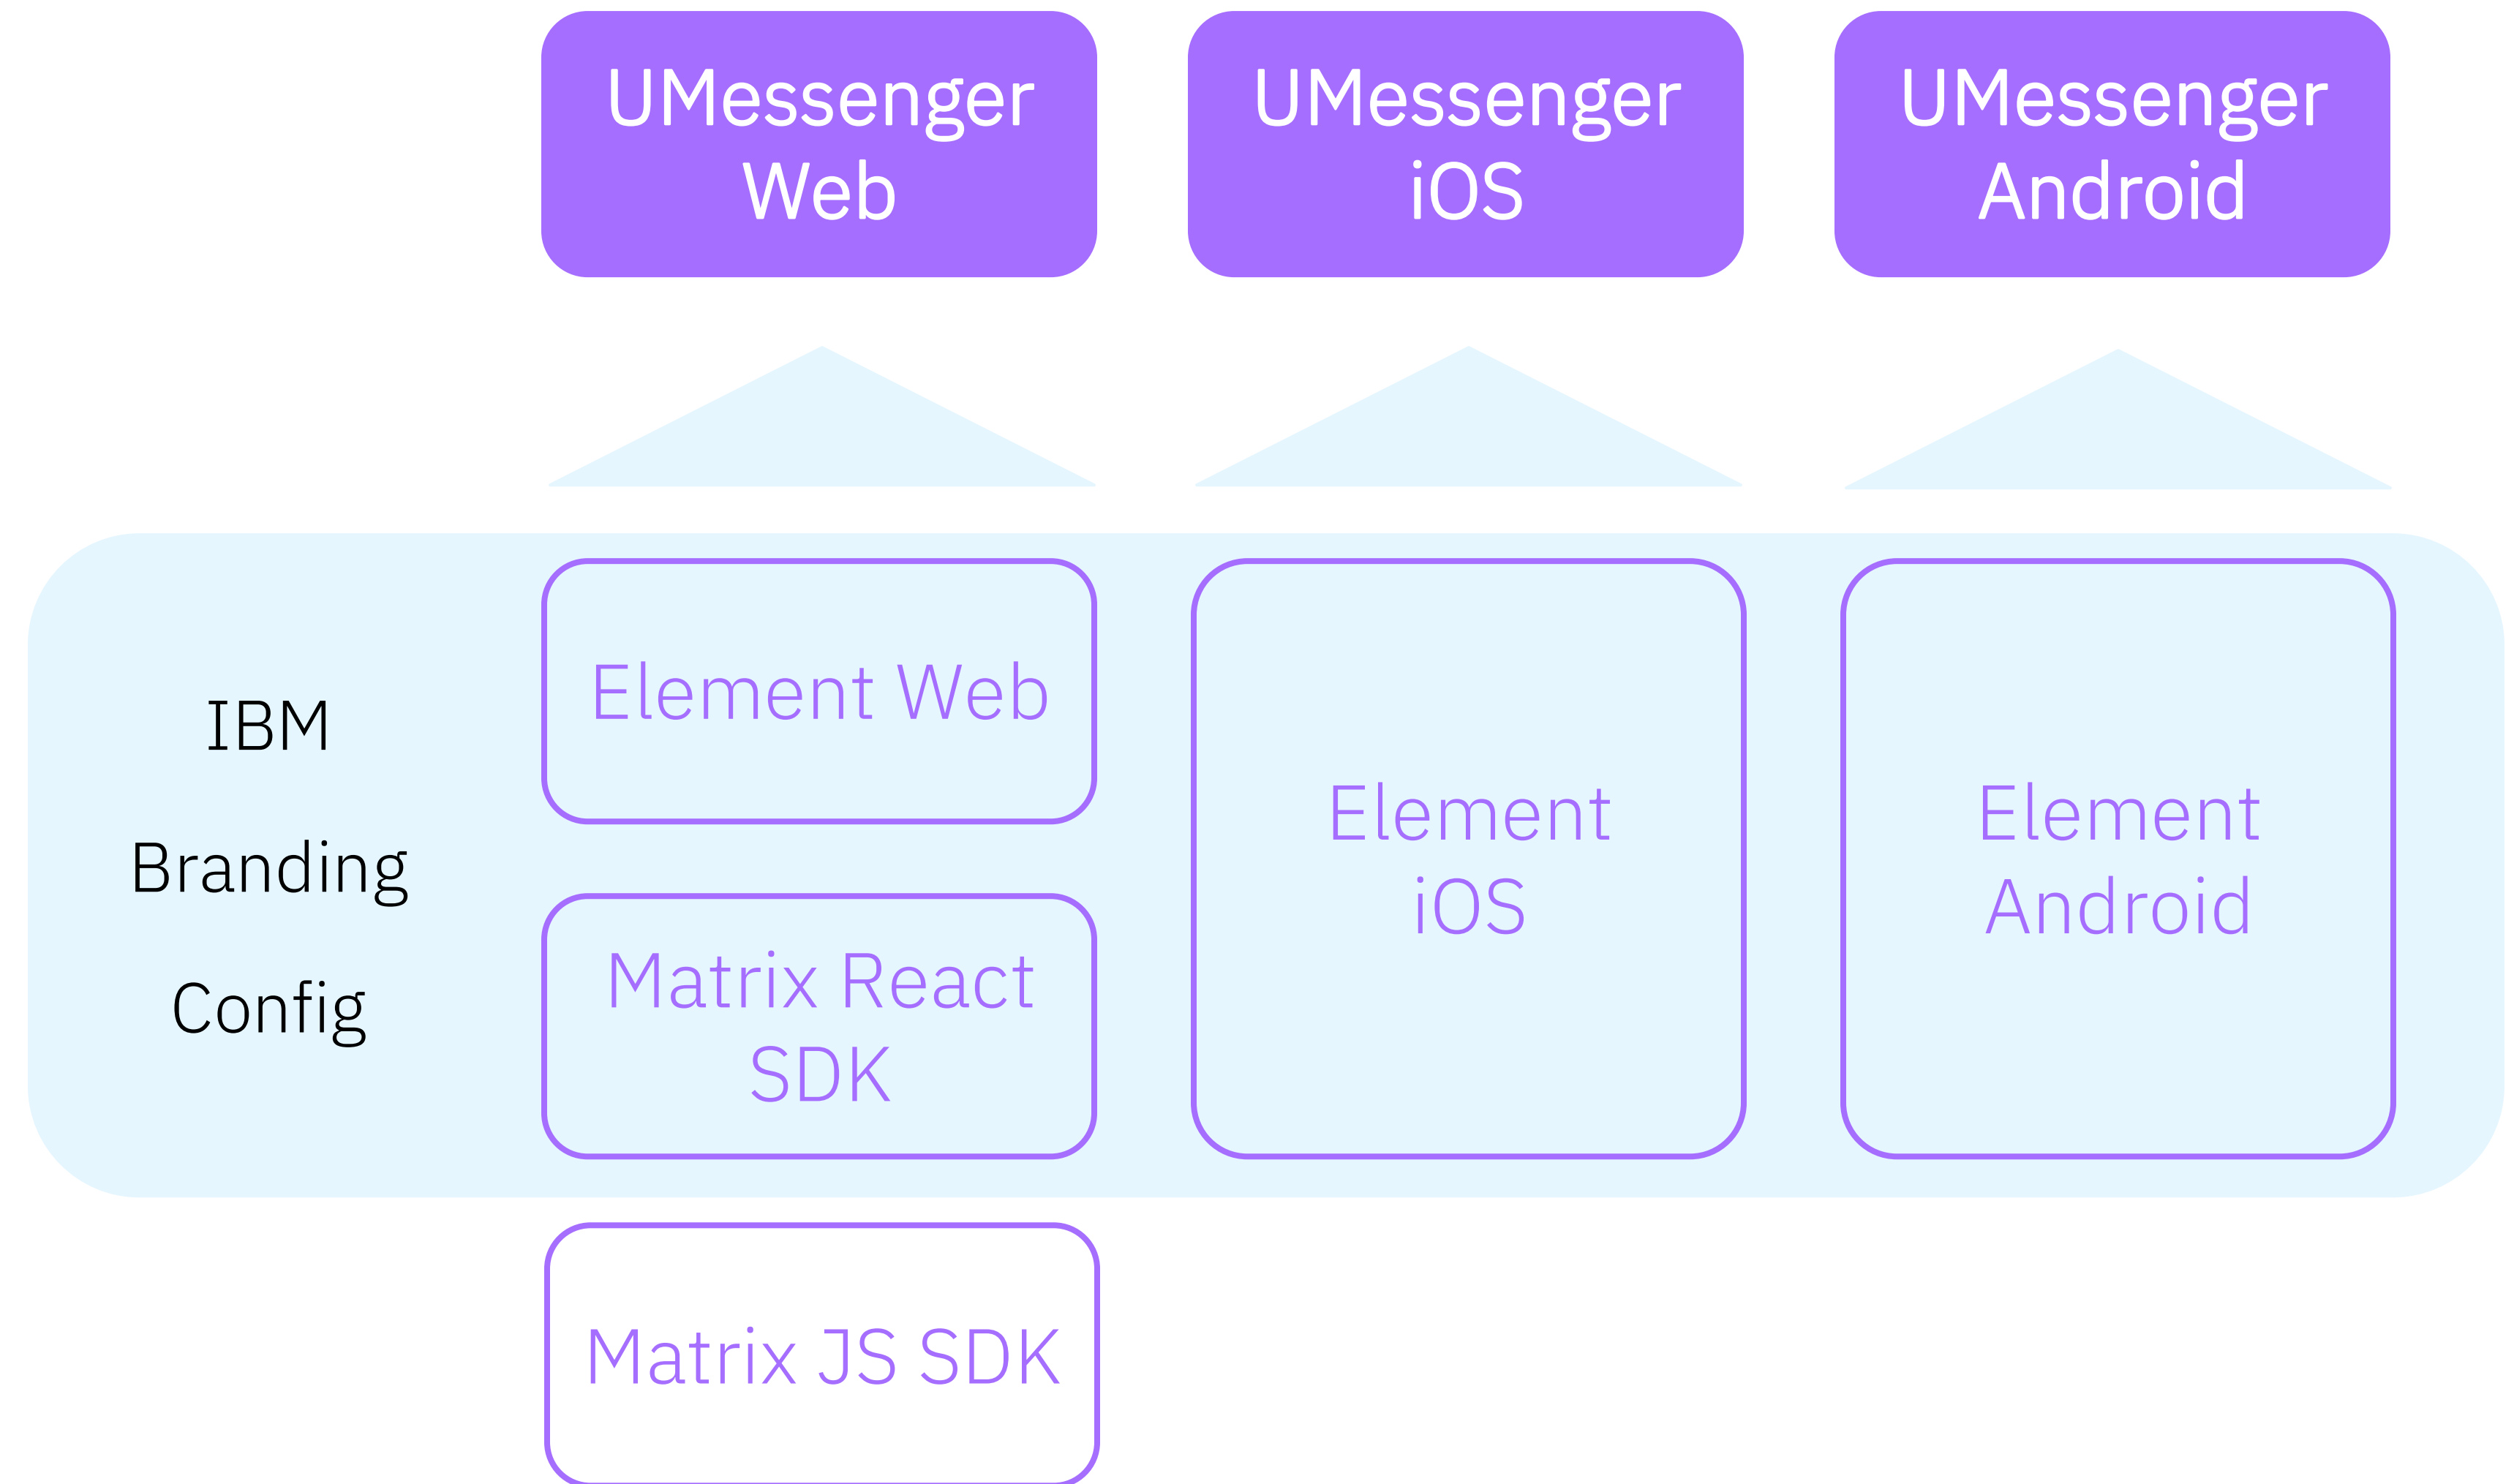 UMessenger
Web
UMessenger
iOS
UMessenger
Android
IBM
Branding
Config
Element Web
Matrix React
SDK
Element
iOS
Element
Android
Matrix JS SDK